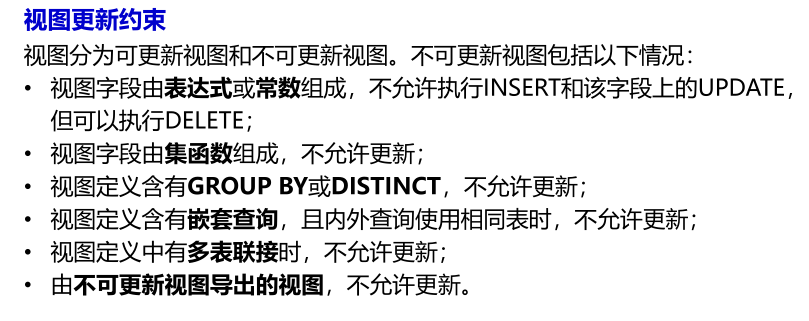 视图更新约束
视图分为可更新视图和不可更新视图。不可更新视图包括以下情况：
• 视图字段由表达式或常数组成，不允许执行INSERT和该字段上的UPDATE，
但可以执行DELETE；
• 视图字段由集函数组成，不允许更新；
• 视图定义含有GROUP BY或DISTINCT，不允许更新；
• 视图定义含有嵌套查询，且内外查询使用相同表时，不允许更新；
• 视图定义中有多表联接时，不允许更新；
• 由不可更新视图导出的视图，不允许更新。